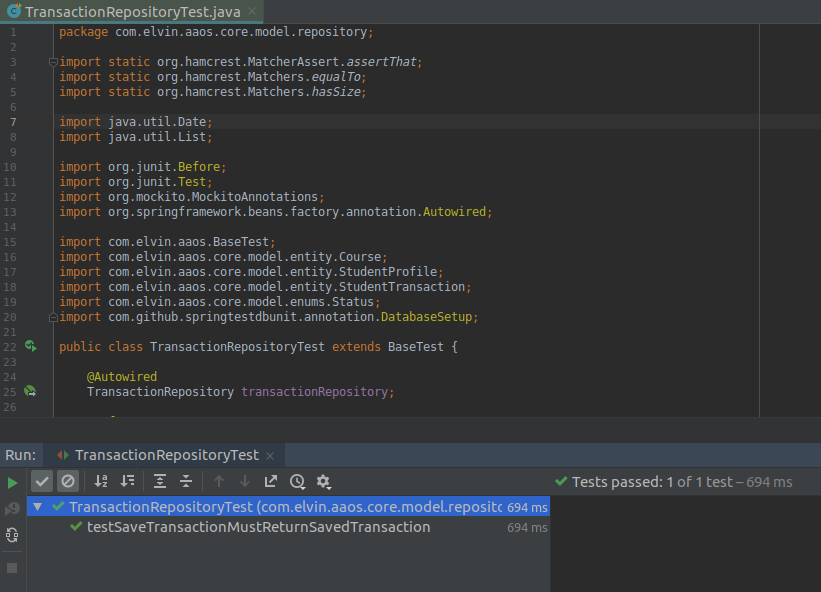 TransactionRepositoryTest.java
1 package com.elvin.aaos.core.model.repository;
2
3 import static org.hamcrest.MatcherAssert.assertThat;
4 import static org.hamcrest.Matchers.equalTo;
5 import static org.hamcrest.Matchers.hasSize;
6
7 import java.util.Date;
8 import java.util.List;
9
10 import org.junit.Before;
11 import org.junit.Test;
12 import org.mockito.MockitoAnnotations;
13 import org.springframework.beans.factory.annotation.Autowired;
14
15 import com.elvin.aaos.BaseTest;
16 import com.elvin.aaos.core.model.entity.Course;
17 import com.elvin.aaos.core.model.entity.StudentProfile;
18 import com.elvin.aaos.core.model.entity.StudentTransaction;
19 import com.elvin.aaos.core.model.enums.Status;
20 import com.github.springtestdbunit.annotation.DatabaseSetup;
21
22 public class TransactionRepositoryTest extends BaseTest {
23
24 @Autowired
25 TransactionRepository transactionRepository;
26
Run: TransactionRepositoryTest
Tests passed: 1 of 1 test – 694 ms
TransactionRepositoryTest (com.elvin.aaos.core.model.reposito 694 ms
testSaveTransactionMustReturnSavedTransaction 694 ms